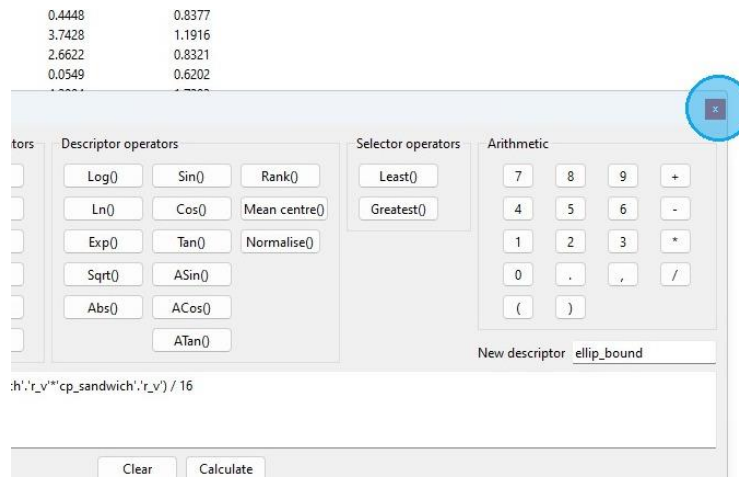 0.4448 0.8377
3.7428 1.1916
2.6622 0.8321
0.0549 0.6202
x
tors Descriptor operators Selector operators Arithmetic
Log() Sin() Rank() Least() 7 8 9 +
Ln() Cos() Mean centre() Greatest() 4 5 6 -
Exp() Tan() Normalise() 1 2 3 *
Sqrt() ASin() 0 . , /
Abs() ACos() ( )
ATan()
New descriptor ellip_bound
:h'.'r_v'*'cp_sandwich'.'r_v') / 16
Clear Calculate